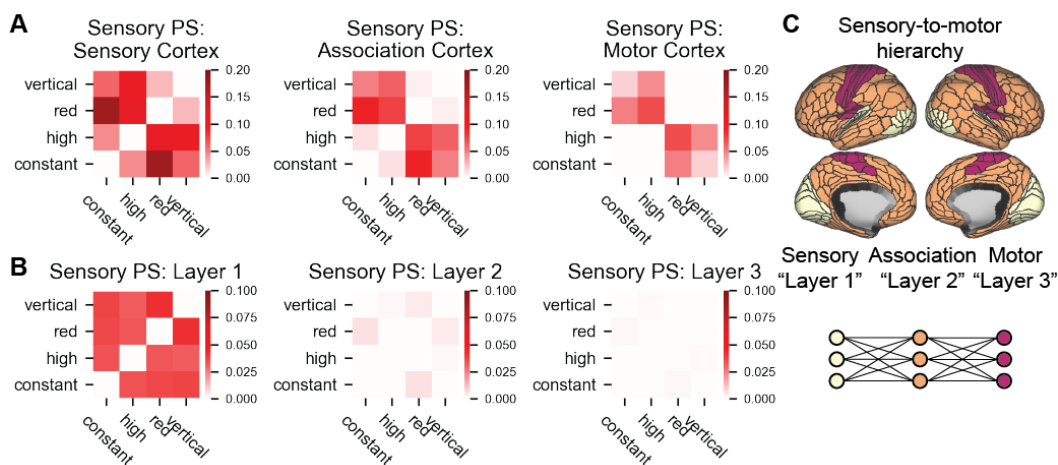 A
Sensory PS:
Sensory Cortex
vertical
red
high
constant
constant
high
red
vertical
0.20
0.15
0.10
0.05
0.00
Sensory PS:
Association Cortex
vertical
red
high
constant
constant
high
red
vertical
0.20
0.15
0.10
0.05
0.00
Sensory PS:
Motor Cortex
vertical
red
high
constant
constant
high
red
vertical
0.20
0.15
0.10
0.05
0.00
B
Sensory PS: Layer 1
vertical
red
high
constant
constant
high
red
vertical
0.100
0.075
0.050
0.025
0.000
Sensory PS: Layer 2
vertical
red
high
constant
constant
high
red
vertical
0.100
0.075
0.050
0.025
0.000
Sensory PS: Layer 3
vertical
red
high
constant
constant
high
red
vertical
0.100
0.075
0.050
0.025
0.000
C
Sensory-to-motor
hierarchy
Sensory Association Motor
“Layer 1” “Layer 2” “Layer 3”